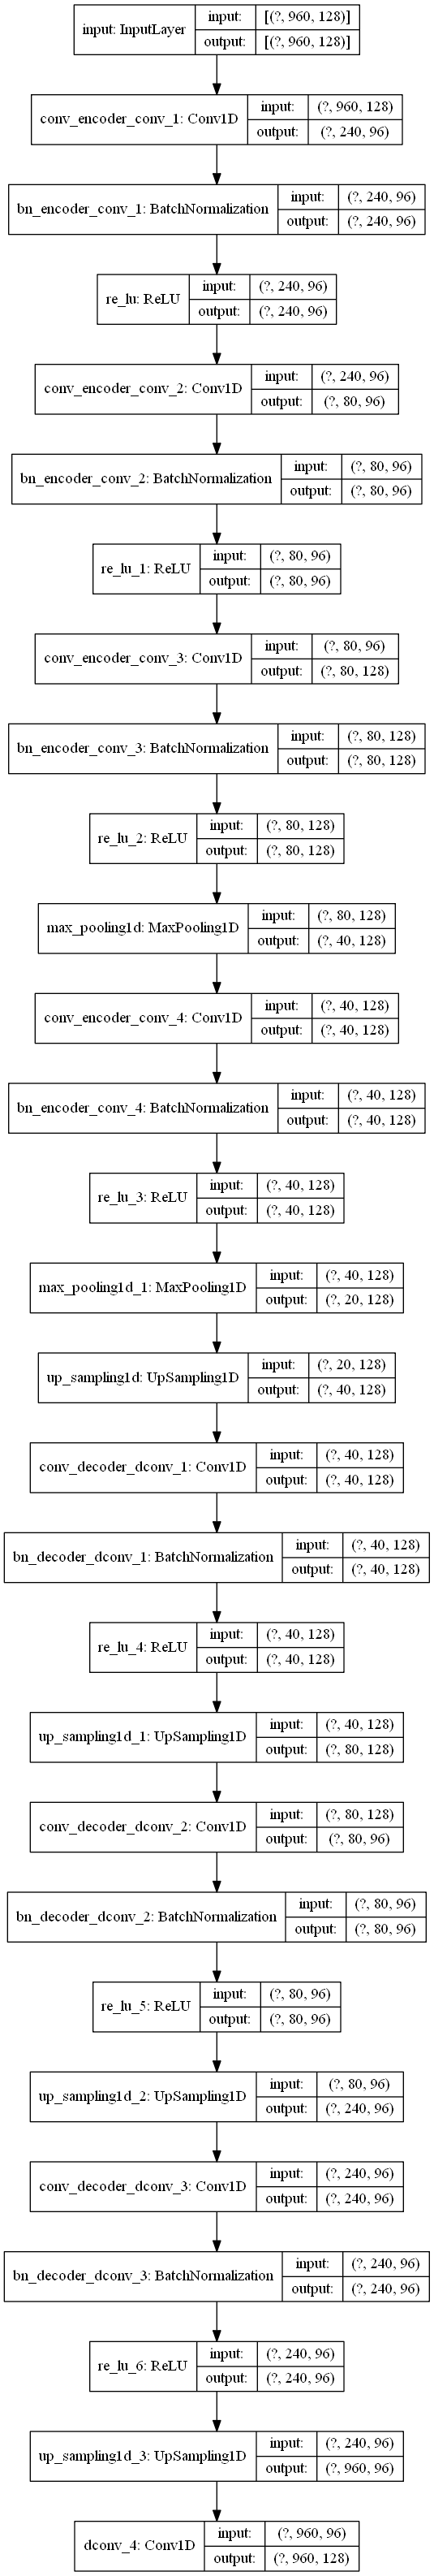 input: InputLayer
input: [(?, 960, 128)]
output: [(?, 960, 128)]
conv_encoder_conv_1: Conv1D
input: (?, 960, 128)
output: (?, 240, 96)
bn_encoder_conv_1: BatchNormalization
input: (?, 240, 96)
output: (?, 240, 96)
re_lu: ReLU
input: (?, 240, 96)
output: (?, 240, 96)
conv_encoder_conv_2: Conv1D
input: (?, 240, 96)
output: (?, 80, 96)
bn_encoder_conv_2: BatchNormalization
input: (?, 80, 96)
output: (?, 80, 96)
re_lu_1: ReLU
input: (?, 80, 96)
output: (?, 80, 96)
conv_encoder_conv_3: Conv1D
input: (?, 80, 96)
output: (?, 80, 128)
bn_encoder_conv_3: BatchNormalization
input: (?, 80, 128)
output: (?, 80, 128)
re_lu_2: ReLU
input: (?, 80, 128)
output: (?, 80, 128)
max_pooling1d: MaxPooling1D
input: (?, 80, 128)
output: (?, 40, 128)
conv_encoder_conv_4: Conv1D
input: (?, 40, 128)
output: (?, 40, 128)
bn_encoder_conv_4: BatchNormalization
input: (?, 40, 128)
output: (?, 40, 128)
re_lu_3: ReLU
input: (?, 40, 128)
output: (?, 40, 128)
max_pooling1d_1: MaxPooling1D
input: (?, 40, 128)
output: (?, 20, 128)
up_sampling1d: UpSampling1D
input: (?, 20, 128)
output: (?, 40, 128)
conv_decoder_dconv_1: Conv1D
input: (?, 40, 128)
output: (?, 40, 128)
bn_decoder_dconv_1: BatchNormalization
input: (?, 40, 128)
output: (?, 40, 128)
re_lu_4: ReLU
input: (?, 40, 128)
output: (?, 40, 128)
up_sampling1d_1: UpSampling1D
input: (?, 40, 128)
output: (?, 80, 128)
conv_decoder_dconv_2: Conv1D
input: (?, 80, 128)
output: (?, 80, 96)
bn_decoder_dconv_2: BatchNormalization
input: (?, 80, 96)
output: (?, 80, 96)
re_lu_5: ReLU
input: (?, 80, 96)
output: (?, 80, 96)
up_sampling1d_2: UpSampling1D
input: (?, 80, 96)
output: (?, 240, 96)
conv_decoder_dconv_3: Conv1D
input: (?, 240, 96)
output: (?, 240, 96)
bn_decoder_dconv_3: BatchNormalization
input: (?, 240, 96)
output: (?, 240, 96)
re_lu_6: ReLU
input: (?, 240, 96)
output: (?, 240, 96)
up_sampling1d_3: UpSampling1D
input: (?, 240, 96)
output: (?, 960, 96)
dconv_4: Conv1D
input: (?, 960, 96)
output: (?, 960, 128)